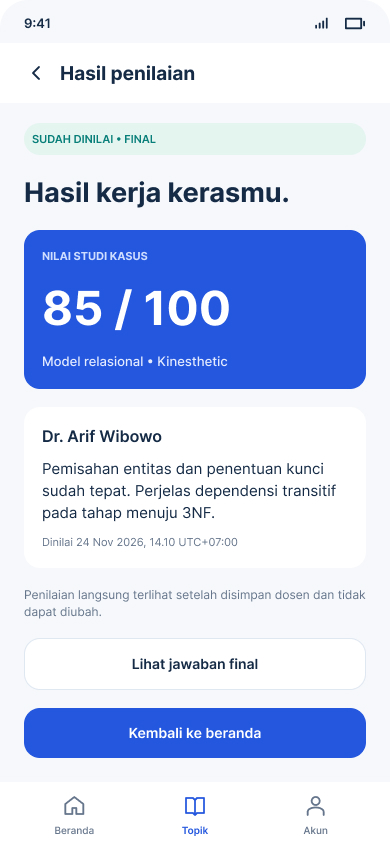 9:41
Hasil penilaian
SUDAH DINILAI • FINAL
Hasil kerja kerasmu.
NILAI STUDI KASUS
85 / 100
Model relasional • Kinesthetic
Dr. Arif Wibowo
Pemisahan entitas dan penentuan kunci
sudah tepat. Perjelas dependensi transitif
pada tahap menuju 3NF.
Dinilai 24 Nov 2026, 14.10 UTC+07:00
Penilaian langsung terlihat setelah disimpan dosen dan tidak
dapat diubah.
Lihat jawaban final
Kembali ke beranda
Beranda
Topik
Akun